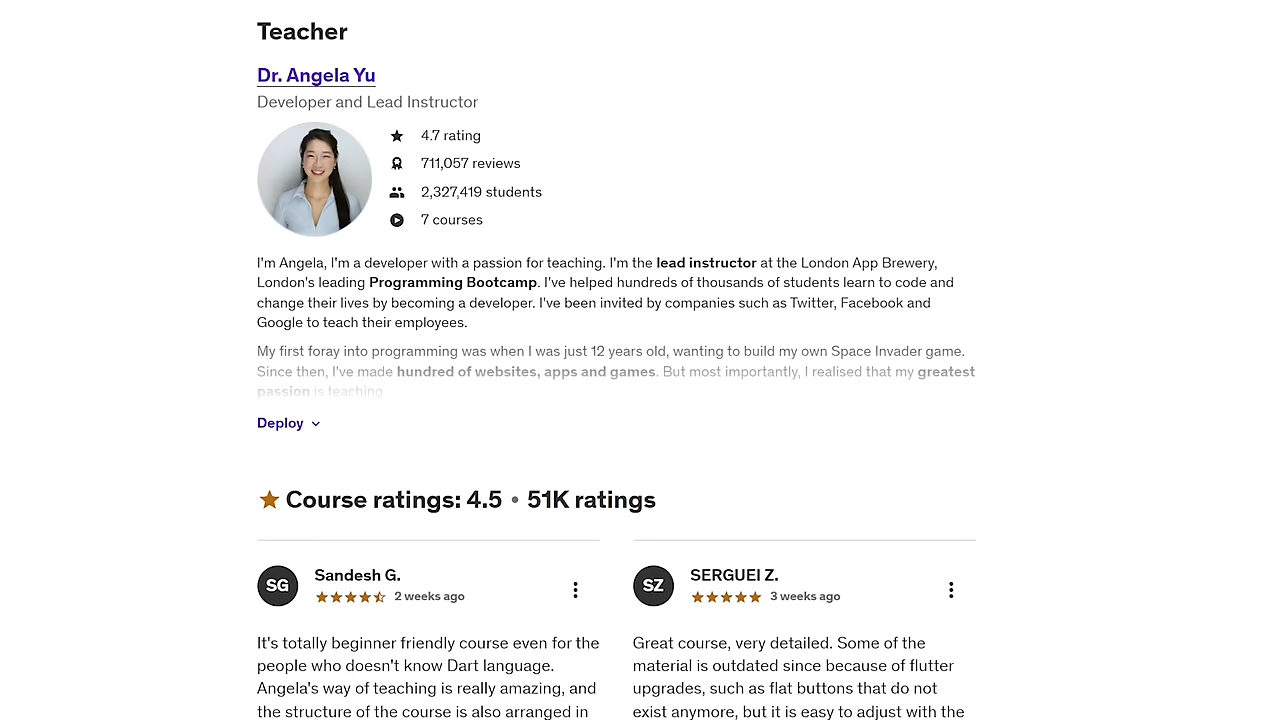 Teacher
Dr. Angela Yu
Developer and Lead Instructor
4.7 rating
711,057 reviews
2,327,419 students
7 courses
I'm Angela, I'm a developer with a passion for teaching. I'm the lead instructor at the London App Brewery,
London's leading Programming Bootcamp. I've helped hundreds of thousands of students learn to code and
change their lives by becoming a developer. I've been invited by companies such as Twitter, Facebook and
Google to teach their employees.
My first foray into programming was when I was just 12 years old, wanting to build my own Space Invader game.
Since then, I've made hundred of websites, apps and games. But most importantly, I realised that my greatest
passion is teaching
Deploy
Course ratings: 4.5 • 51K ratings
SG
Sandesh G.
2 weeks ago
It's totally beginner friendly course even for the
people who doesn't know Dart language.
Angela's way of teaching is really amazing, and
the structure of the course is also arranged in
SZ
SERGUEI Z.
3 weeks ago
Great course, very detailed. Some of the
material is outdated since because of flutter
upgrades, such as flat buttons that do not
exist anymore, but it is easy to adjust with the